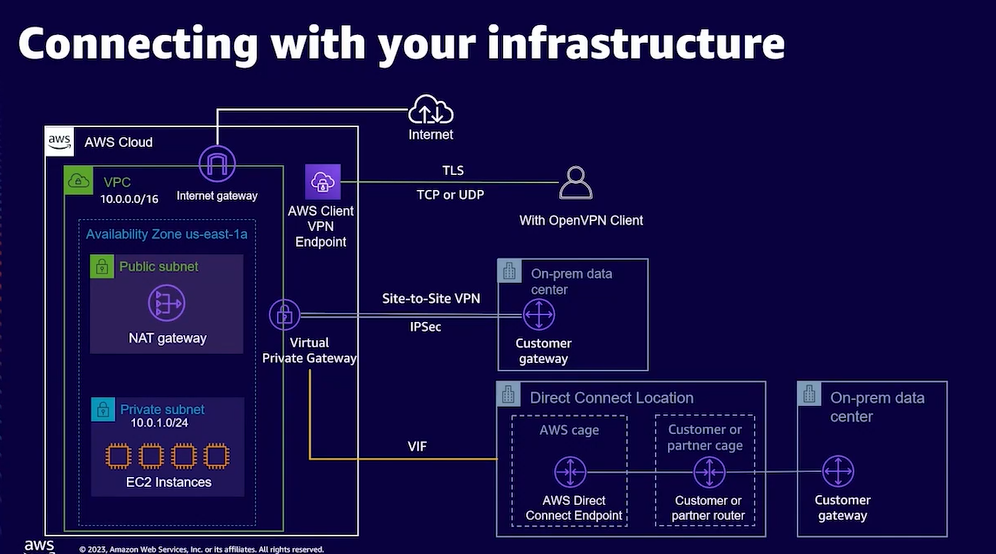 Connecting with your infrastructure
Internet
aws
AWS Cloud
VPC
10.0.0.0/16
Internet gateway
TLS
TCP or UDP
AWS Client
VPN
Endpoint
With OpenVPN Client
Availability Zone us-east-1a
Public subnet
NAT gateway
Site-to-Site VPN
IPSec
On-prem data
center
Customer
gateway
Virtual
Private Gateway
Private subnet
10.0.1.0/24
EC2 Instances
VIF
Direct Connect Location
AWS cage
AWS Direct
Connect Endpoint
Customer or
partner cage
Customer or
partner router
On-prem data
center
Customer
gateway
aws
© 2023, Amazon Web Services, Inc. or its affiliates. All rights reserved.